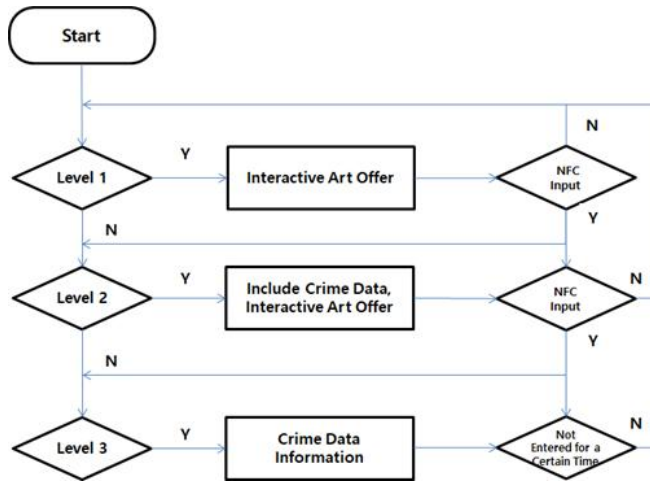 Start
N
Y
Level 1
Interactive Art Offer
NFC
Input
N
Y
Level 2
Y
Include Crime Data,
Interactive Art Offer
NFC
Input
N
N
Y
Level 3
Y
Crime Data
Information
Not
Entered for a
Certain Time
N